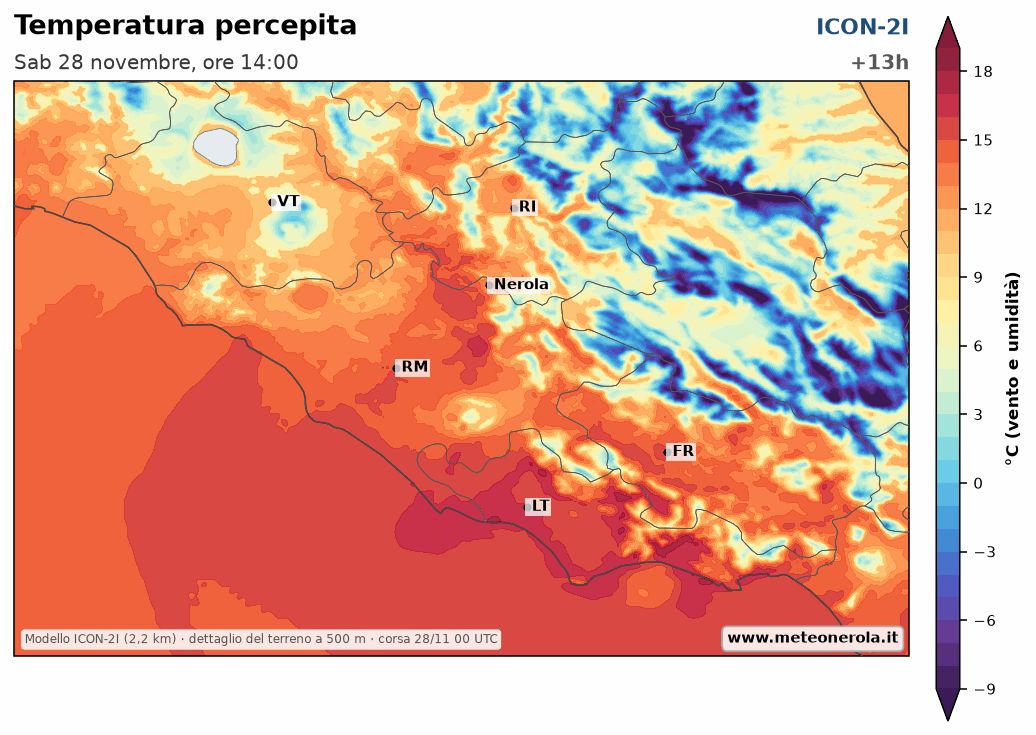 Temperatura percepita
ICON-2I
Sab 28 novembre, ore 14:00
+13h
18
15
12
9
6
3
0
−3
−6
−9
°C (vento e umidità)
VT
RI
Nerola
RM
FR
LT
Modello ICON-2I (2,2 km) · dettaglio del terreno a 500 m · corsa 28/11 00 UTC
www.meteonerola.it